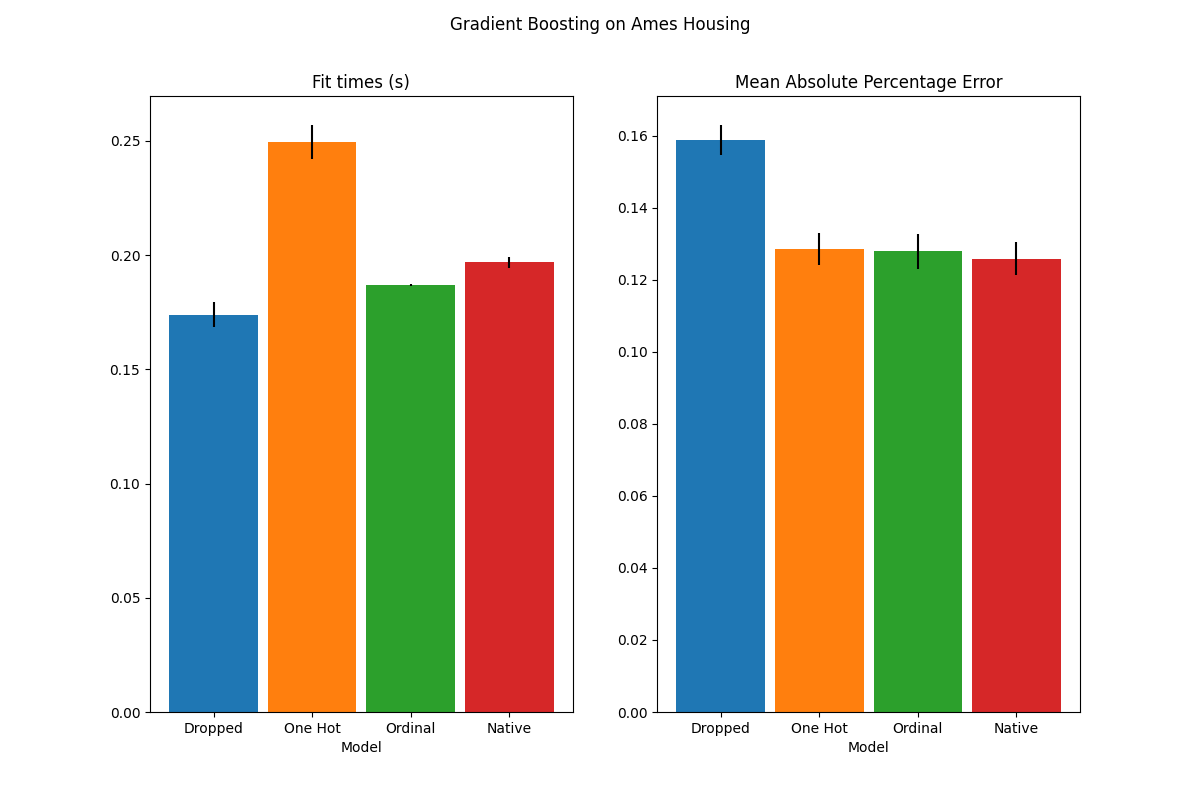 Gradient Boosting on Ames Housing
Fit times (s)
0.25
0.20
0.15
0.10
0.05
0.00
Dropped One Hot Ordinal Native
Model
Mean Absolute Percentage Error
0.16
0.14
0.12
0.10
0.08
0.06
0.04
0.02
0.00
Dropped One Hot Ordinal Native
Model